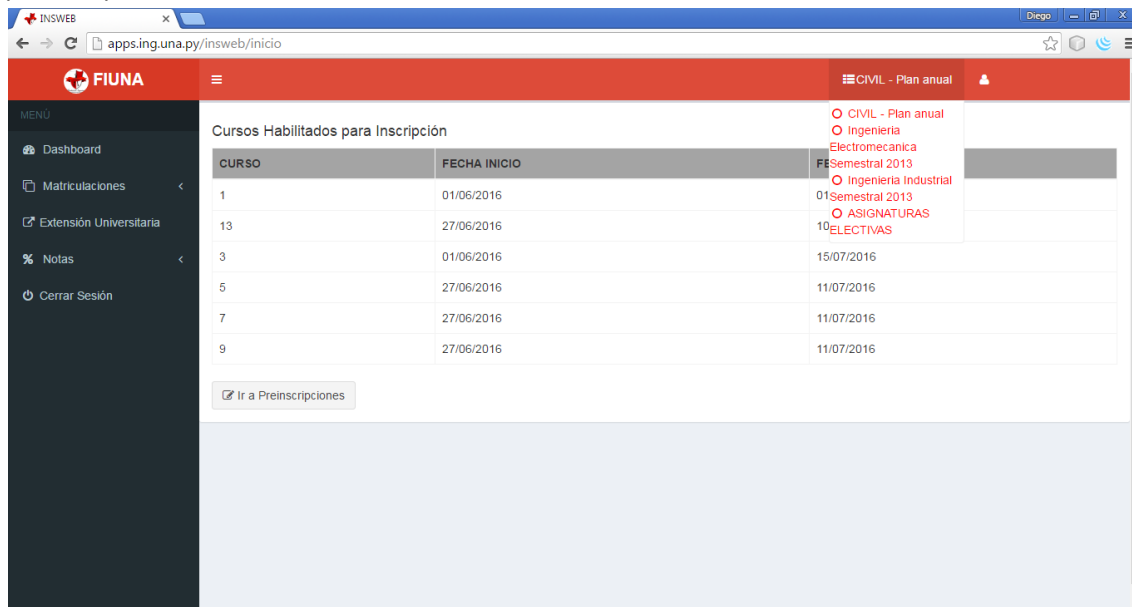 INSWEB
Diego
apps.ing.una.py/insweb/inicio
FIUNA
CIVIL - Plan anual
MENÚ
Dashboard
Matriculaciones
Extensión Universitaria
Notas
Cerrar Sesión
CIVIL - Plan anual
Ingenieria
Electromecanica
Semestral 2013
Ingenieria Industrial
Semestral 2013
ASIGNATURAS
ELECTIVAS
Cursos Habilitados para Inscripción
CURSO FECHA INICIO
1 01/06/2016
13 27/06/2016
3 01/06/2016 15/07/2016
5 27/06/2016 11/07/2016
7 27/06/2016 11/07/2016
9 27/06/2016 11/07/2016
Ir a Preinscripciones